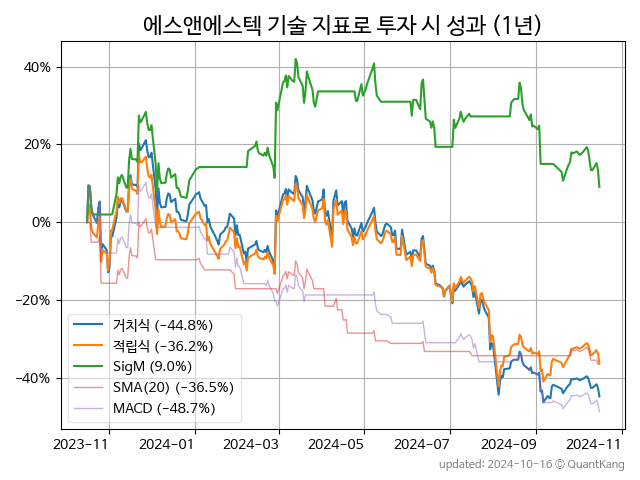 에스앤에스텍 기술 지표로 투자 시 성과 (1년)
40%
20%
0%
−20%
−40%
거치식 (−44.8%)
적립식 (−36.2%)
SigM (9.0%)
SMA(20) (−36.5%)
MACD (−48.7%)
2023−11 2024−01 2024−03 2024−05 2024−07 2024−09 2024−11
updated: 2024-10-16 © QuantKang